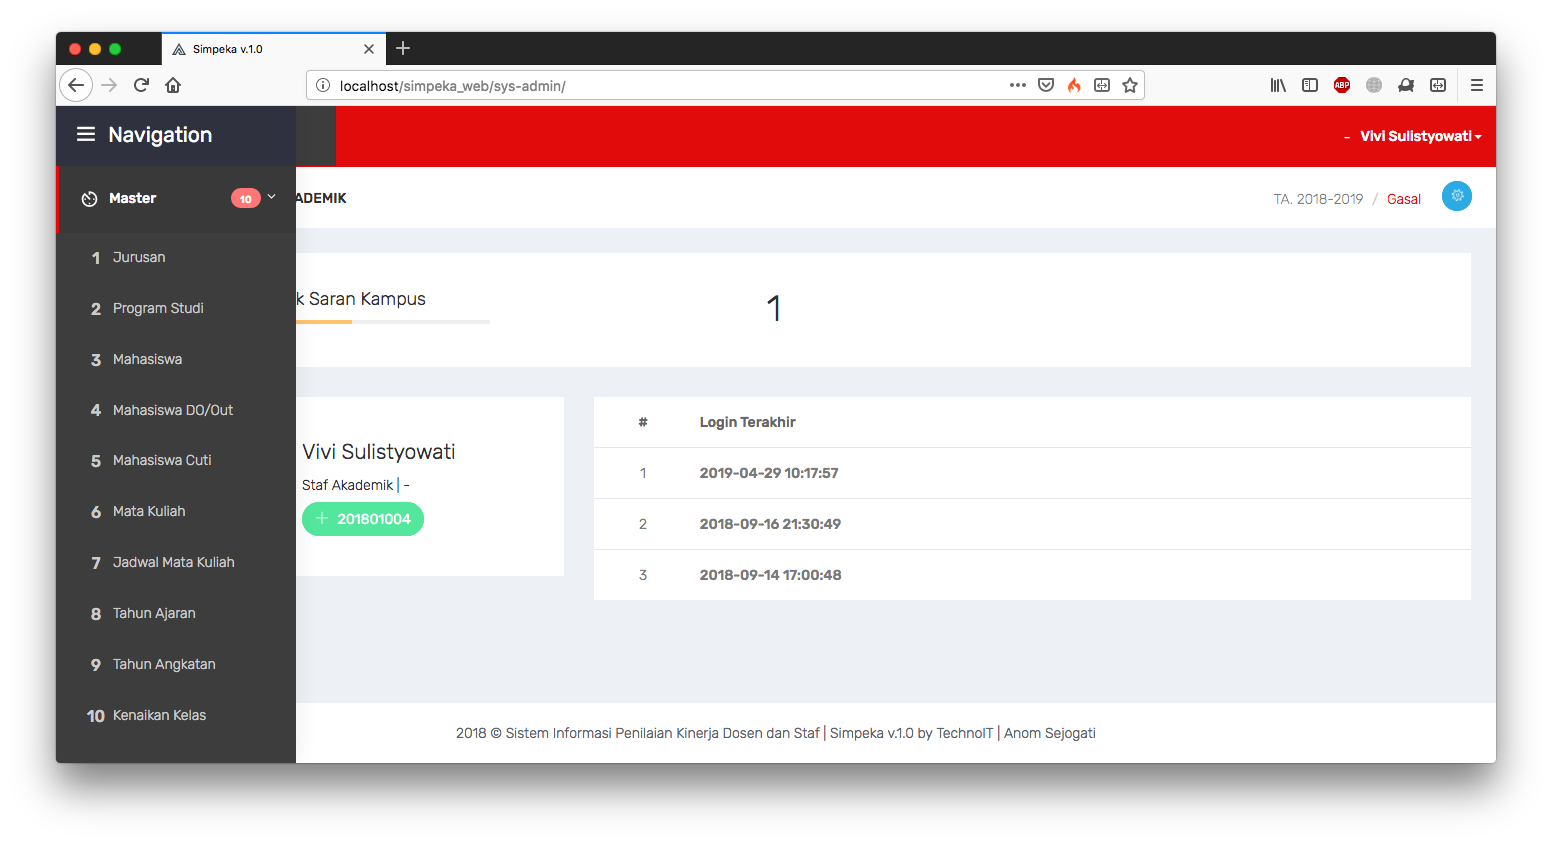 Simpeka v.1.0
localhost/simpeka_web/sys-admin/
ABP
Navigation
- Vivi Sulistyowati
Master 10
ADEMIK
TA. 2018-2019 / Gasal
1 Jurusan
2 Program Studi
3 Mahasiswa
4 Mahasiswa DO/Out
5 Mahasiswa Cuti
6 Mata Kuliah
7 Jadwal Mata Kuliah
8 Tahun Ajaran
9 Tahun Angkatan
10 Kenaikan Kelas
k Saran Kampus
1
Vivi Sulistyowati
Staf Akademik | -
+ 201801004
# Login Terakhir
1 2019-04-29 10:17:57
2 2018-09-16 21:30:49
3 2018-09-14 17:00:48
2018 © Sistem Informasi Penilaian Kinerja Dosen dan Staf | Simpeka v.1.0 by TechnoIT | Anom Sejogati